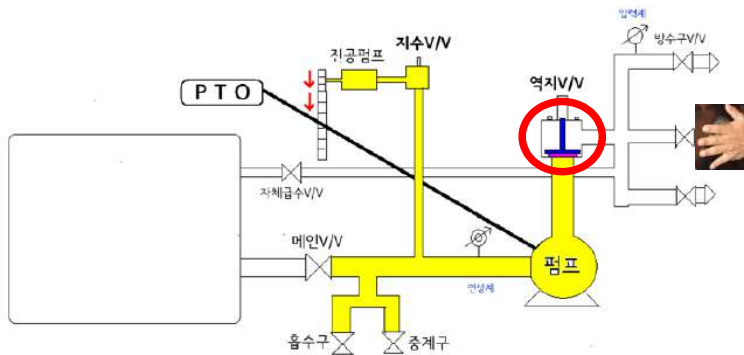 압력계
방수구V/V
지수V/V
진공펌프
역지V/V
PTO
자체급수V/V
메인V/V
연성계
펌프
흡수구
중계구